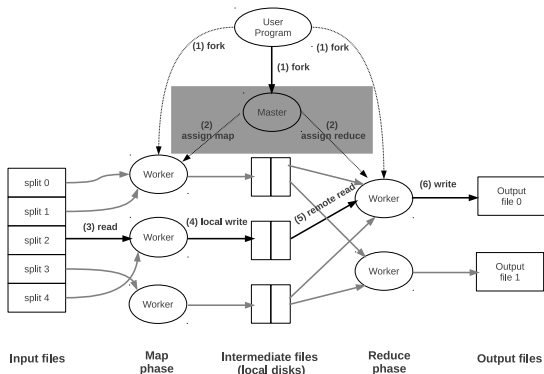 User
Program
(1) fork
(1) fork
(1) fork
Master
(2)
assign map
(2)
assign reduce
split 0
split 1
split 2
split 3
split 4
(3) read
Worker
Worker
Worker
(4) local write
(5) remote read
Worker
Worker
(6) write
Output
file 0
Output
file 1
Input files
Map
phase
Intermediate files
(local disks)
Reduce
phase
Output files